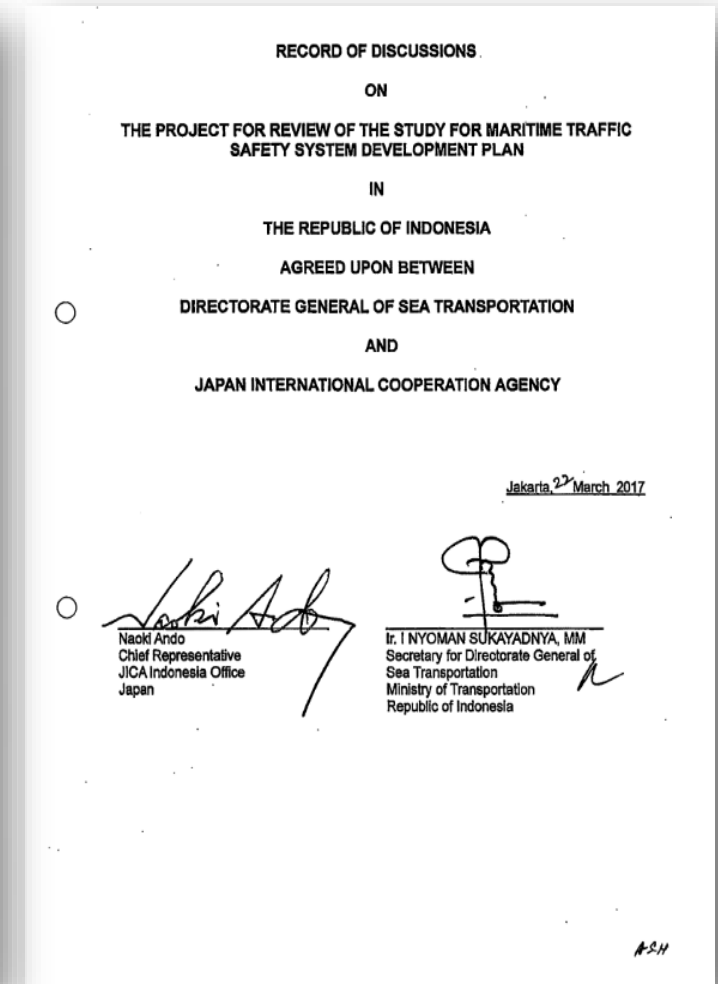 RECORD OF DISCUSSIONS
ON
THE PROJECT FOR REVIEW OF THE STUDY FOR MARITIME TRAFFIC
SAFETY SYSTEM DEVELOPMENT PLAN
IN
THE REPUBLIC OF INDONESIA
AGREED UPON BETWEEN
DIRECTORATE GENERAL OF SEA TRANSPORTATION
AND
JAPAN INTERNATIONAL COOPERATION AGENCY
Jakarta, 22 March 2017
Naoki Ando
Naoki Ando
Chief Representative
JICA Indonesia Office
Japan
Ir. I NYOMAN SUKAYADNYA, MM
Secretary for Directorate General of
Sea Transportation
Ministry of Transportation
Republic of Indonesia
ASH